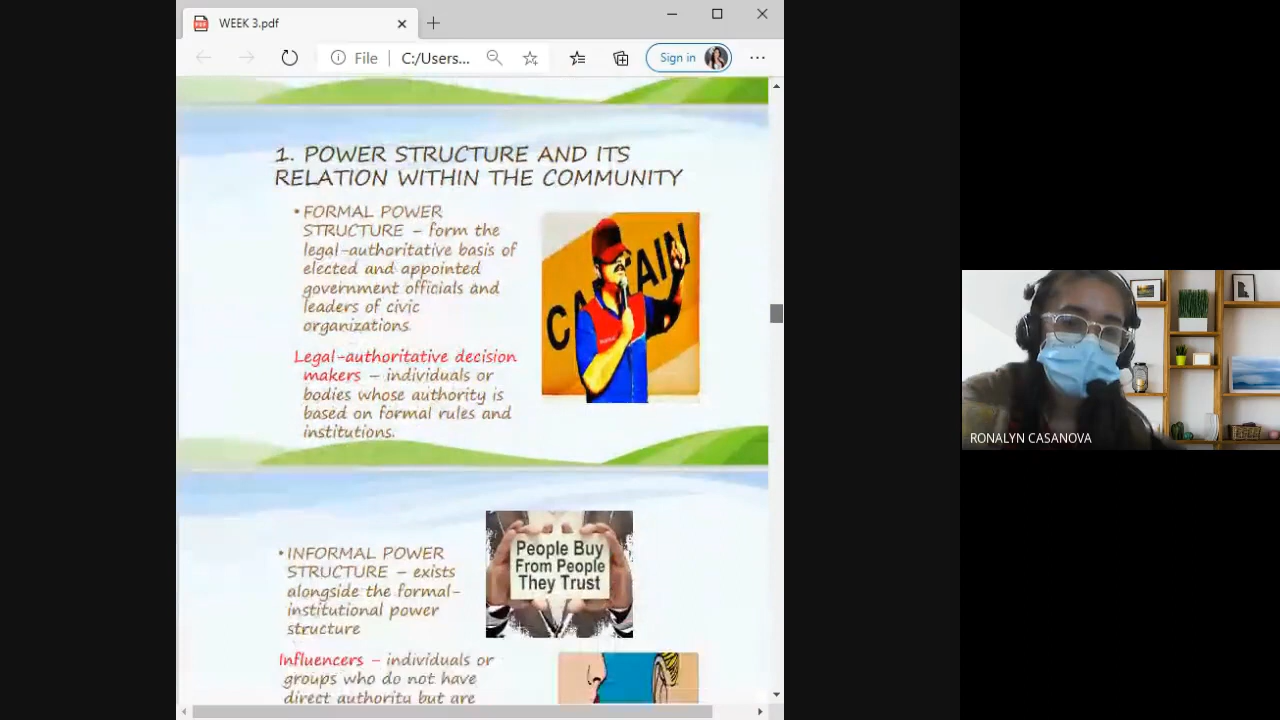 WEEK 3.pdf
File
C:/Users...
Sign in
1. POWER STRUCTURE AND ITS
RELATION WITHIN THE COMMUNITY
• FORMAL POWER
STRUCTURE – form the
legal-authoritative basis of
elected and appointed
government officials and
leaders of civic
organizations.
Legal-authoritative decision
makers – individuals or
bodies whose authority is
based on formal rules and
institutions.
• INFORMAL POWER
STRUCTURE – exists
alongside the formal-
institutional power
structure
People Buy
From People
They Trust
Influencers – individuals or
groups who do not have
direct authority but are
RONALYN CASANOVA